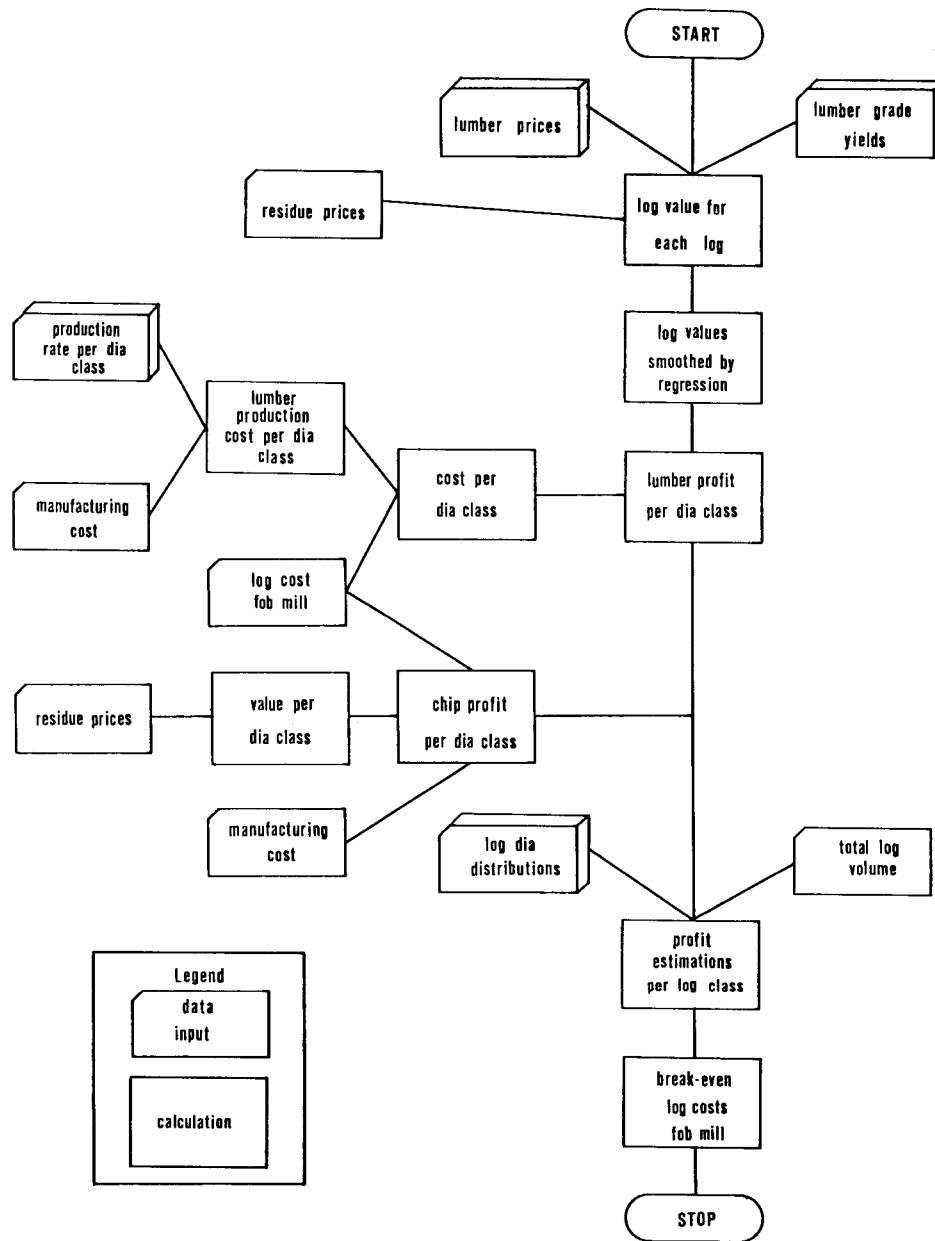 START
lumber prices
lumber grade
yields
residue prices
log value for
each log
production
rate per dia
class
log values
smoothed by
regression
lumber
production
cost per dia
class
manufacturing
cost
cost per
dia class
lumber profit
per dia class
log cost
fob mill
residue prices
value per
dia class
chip profit
per dia class
manufacturing
cost
log dia
distributions
total log
volume
profit
estimations
per log class
Legend
data
input
calculation
break-even
log costs
fob mill
STOP